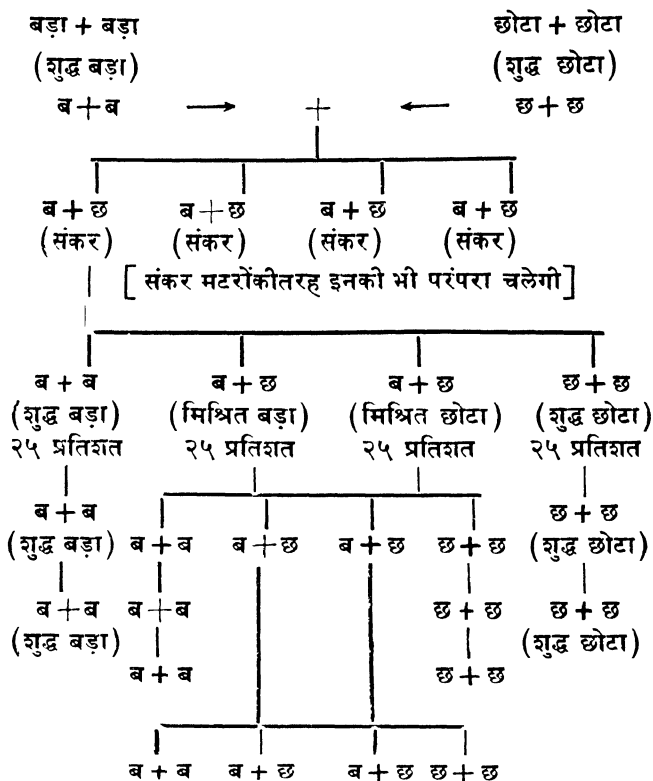 बड़ा + बड़ा छोटा + छोटा
(शुद्ध बड़ा) (शुद्ध छोटा)
ब + ब → + ← छ + छ
ब + छ ब + छ ब + छ ब + छ
(संकर) (संकर) (संकर) (संकर)
[ संकर मटरोंकीतरह इनकी भी परंपरा चलेगी ]
ब + ब ब + छ ब + छ छ + छ
(शुद्ध बड़ा) (मिश्रित बड़ा) (मिश्रित छोटा) (शुद्ध छोटा)
२५ प्रतिशत २५ प्रतिशत २५ प्रतिशत २५ प्रतिशत
ब + ब छ + छ
(शुद्ध बड़ा) ब + ब ब + छ ब + छ छ + छ (शुद्ध छोटा)
ब + ब ब + ब छ + छ छ + छ
(शुद्ध बड़ा) (शुद्ध छोटा)
ब + ब छ + छ
ब + ब ब + छ ब + छ छ + छ